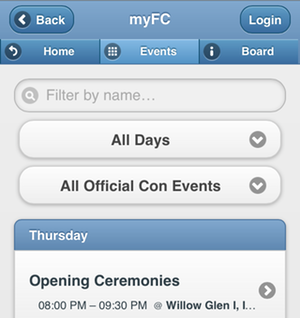 Back myFC Login
Home Events Board
Filter by name…
All Days
All Official Con Events
Thursday
Opening Ceremonies
08:00 PM – 09:30 PM @ Willow Glen I, I…